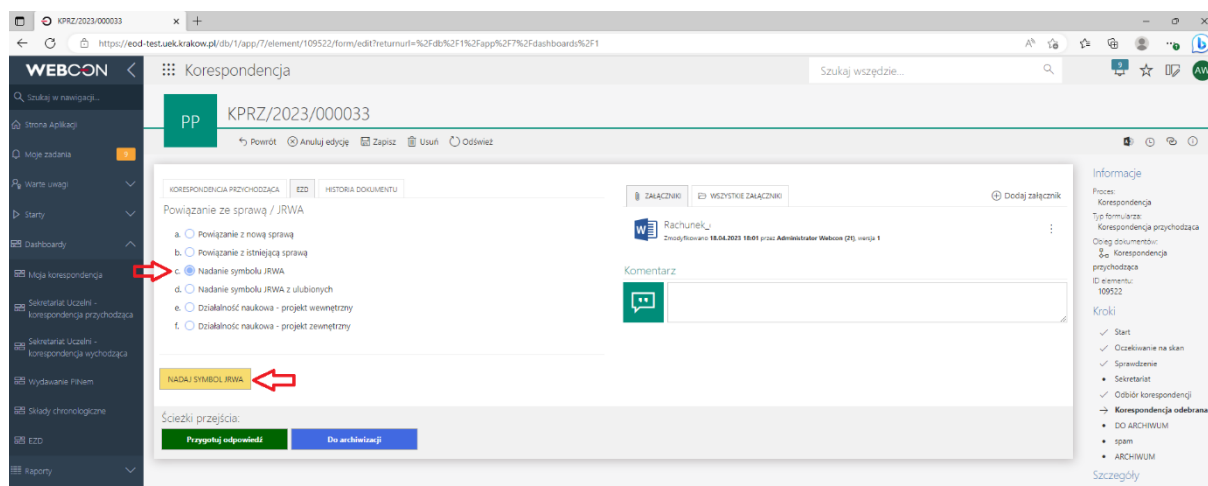 KPRZ/2023/000033
https://eod-test.uek.krakow.pl/db/1/app/7/element/109522/form/edit?returnurl=%2Fdb%2F1%2Fapp%2F7%2Fdashboards%2F1
WEBCON
Korespondencja
Szukaj wszędzie...
9
AW
Szukaj w nawigacji...
Strona Aplikacji
Moje zadania
9
Warte uwagi
Starty
Dashboardy
Moja korespondencja
Sekretariat Uczelni -
korespondencja przychodząca
Sekretariat Uczelni -
korespondencja wychodząca
Wydawanie PINem
Składy chronologiczne
EZD
Raporty
PP
KPRZ/2023/000033
Powrót Anuluj edycję Zapisz Usuń Odśwież
KORESPONDENCJA PRZYCHODZĄCA EZD HISTORIA DOKUMENTU
Powiązanie ze sprawą / JRWA
a. Powiązanie z nową sprawą
b. Powiązanie z istniejącą sprawą
c. Nadanie symbolu JRWA
d. Nadanie symbolu JRWA z ulubionych
e. Działalność naukowa - projekt wewnętrzny
f. Działalnośc naukowa - projekt zewnętrzny
NADAJ SYMBOL JRWA
Ścieżki przejścia:
Przygotuj odpowiedź
Do archiwizacji
ZAŁĄCZNIKI WSZYSTKIE ZAŁĄCZNIKI
Dodaj załącznik
Rachunek_
Zmodyfikowano 18.04.2023 18:01 przez Administrator Webcon (21), wersja 1
Komentarz
Informacje
Proces:
Korespondencja
Typ formularza:
Korespondencja przychodząca
Obieg dokumentów:
Korespondencja
przychodząca
ID elementu:
109522
Kroki
Start
Oczekiwanie na skan
Sprawdzenie
Sekretariat
Odbiór korespondencji
Korespondencja odebrana
DO ARCHIWUM
spam
ARCHIWUM
Szczegóły